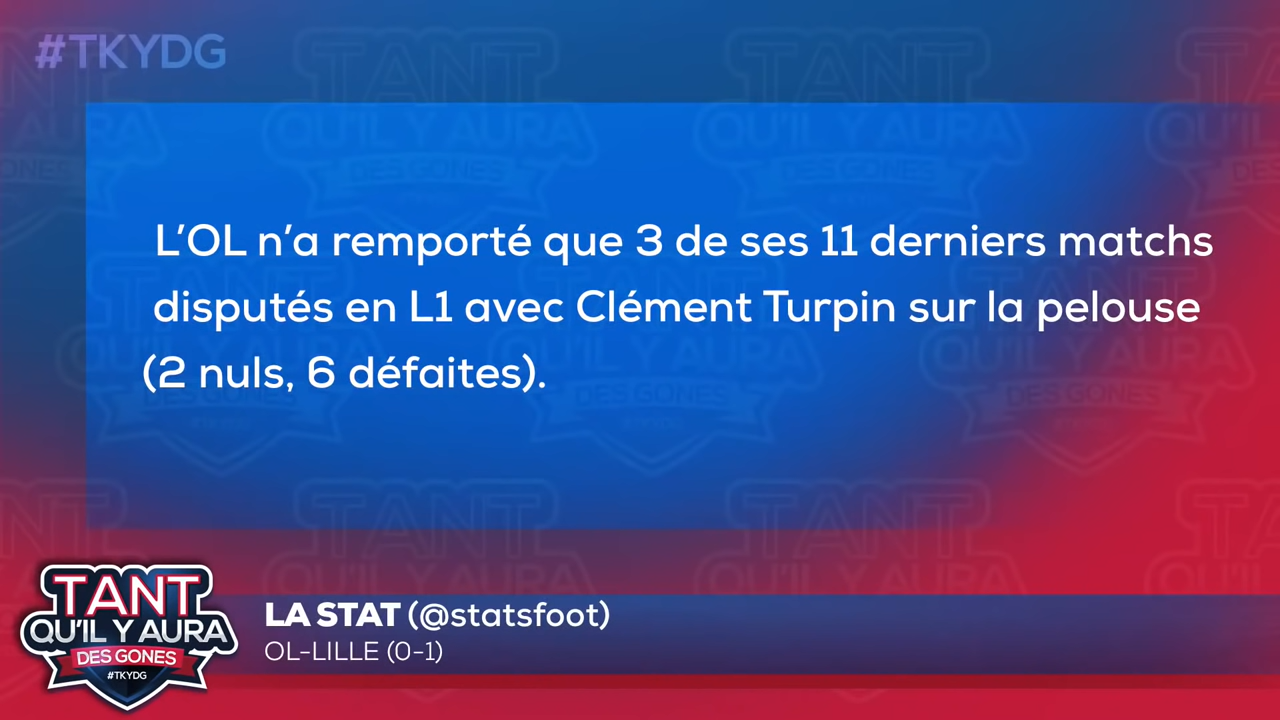 #TKYDG
L'OL n'a remporté que 3 de ses 11 derniers matchs
disputés en L1 avec Clément Turpin sur la pelouse
(2 nuls, 6 défaites).
TANT
QU'IL Y AURA
DES GONES
#TKYDG
LA STAT (@statsfoot)
OL-LILLE (0-1)